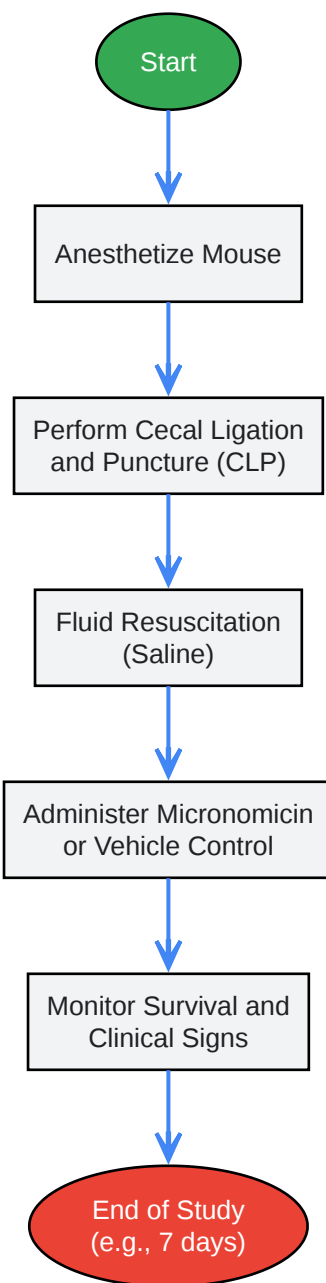 Start
Anesthetize Mouse
Perform Cecal Ligation
and Puncture (CLP)
Fluid Resuscitation
(Saline)
Administer Micronomicin
or Vehicle Control
Monitor Survival and
Clinical Signs
End of Study
(e.g., 7 days)